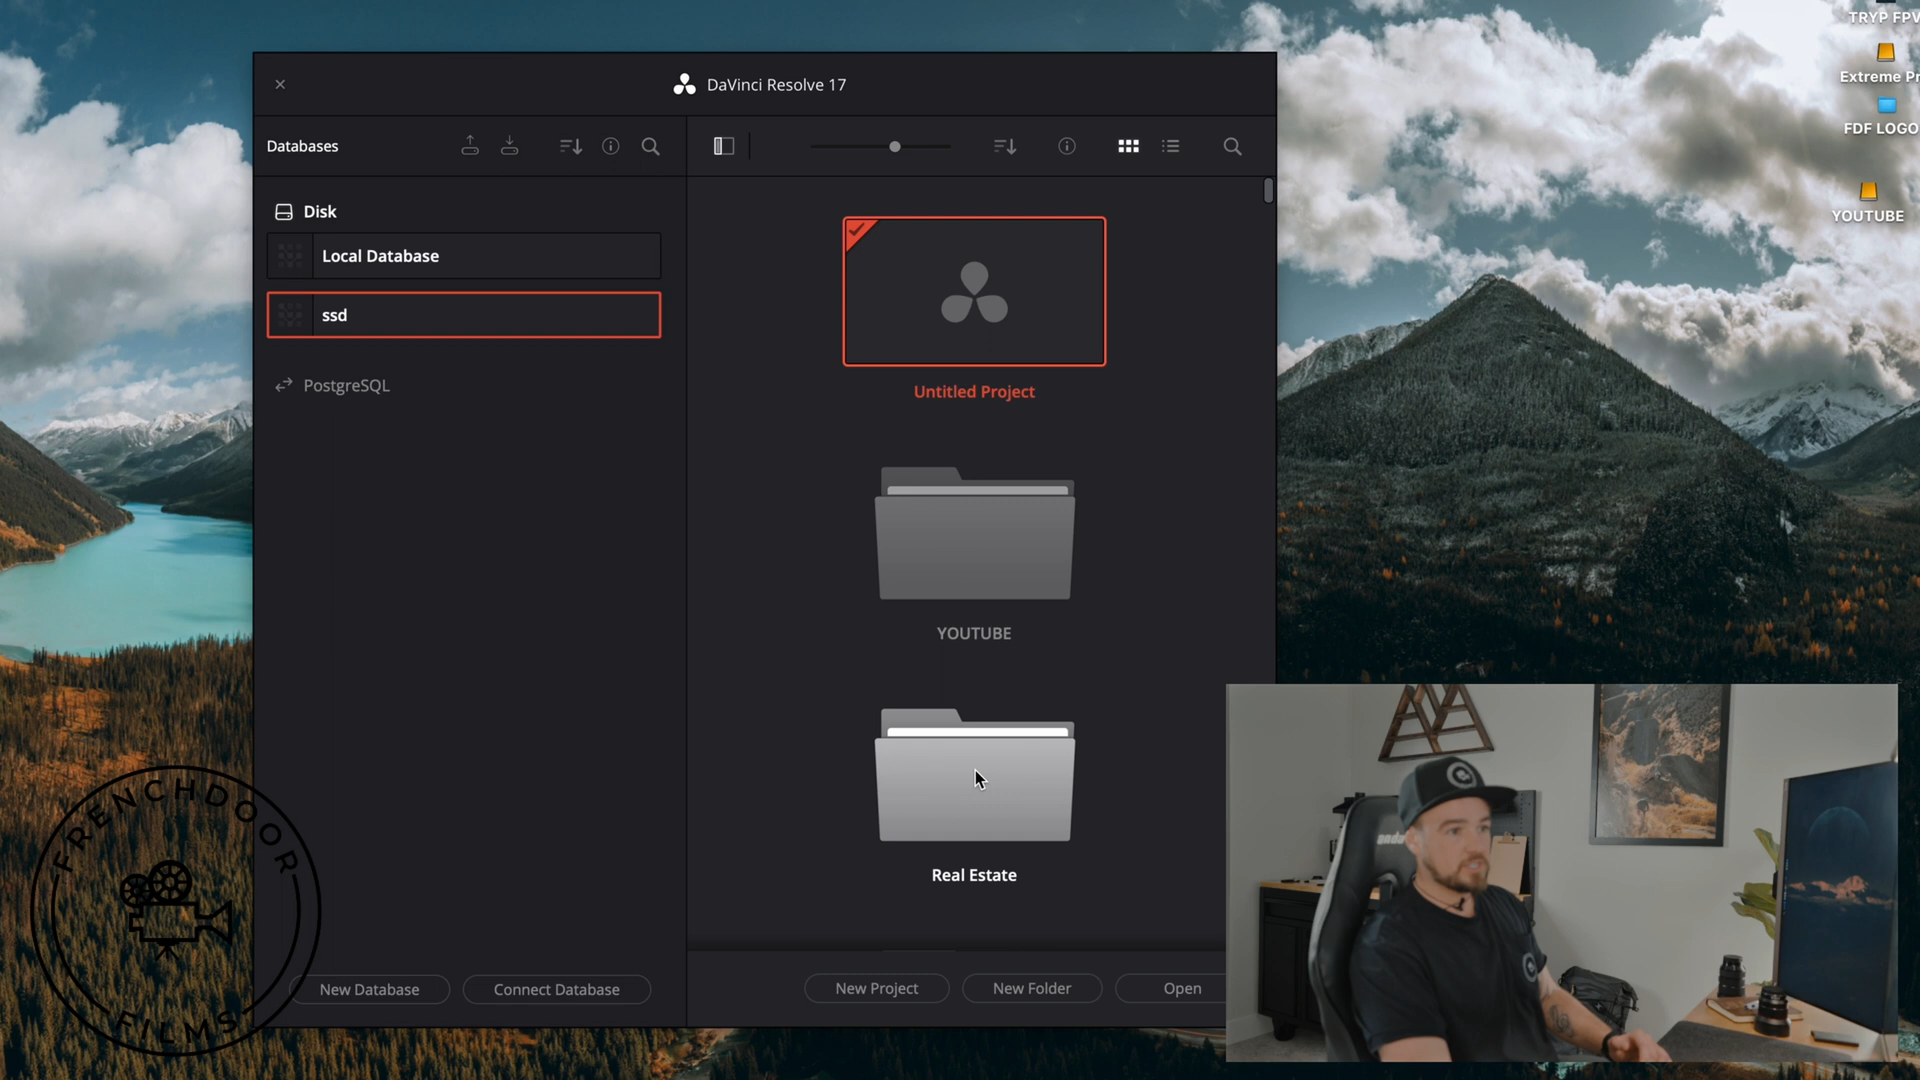 TRYP FPV
Extreme Pr
FDF LOGO
YOUTUBE
DaVinci Resolve 17
Databases
Disk
Local Database
ssd
PostgreSQL
Untitled Project
YOUTUBE
Real Estate
New Database
Connect Database
New Project
New Folder
Open
FRENCHDOOR
FILMS